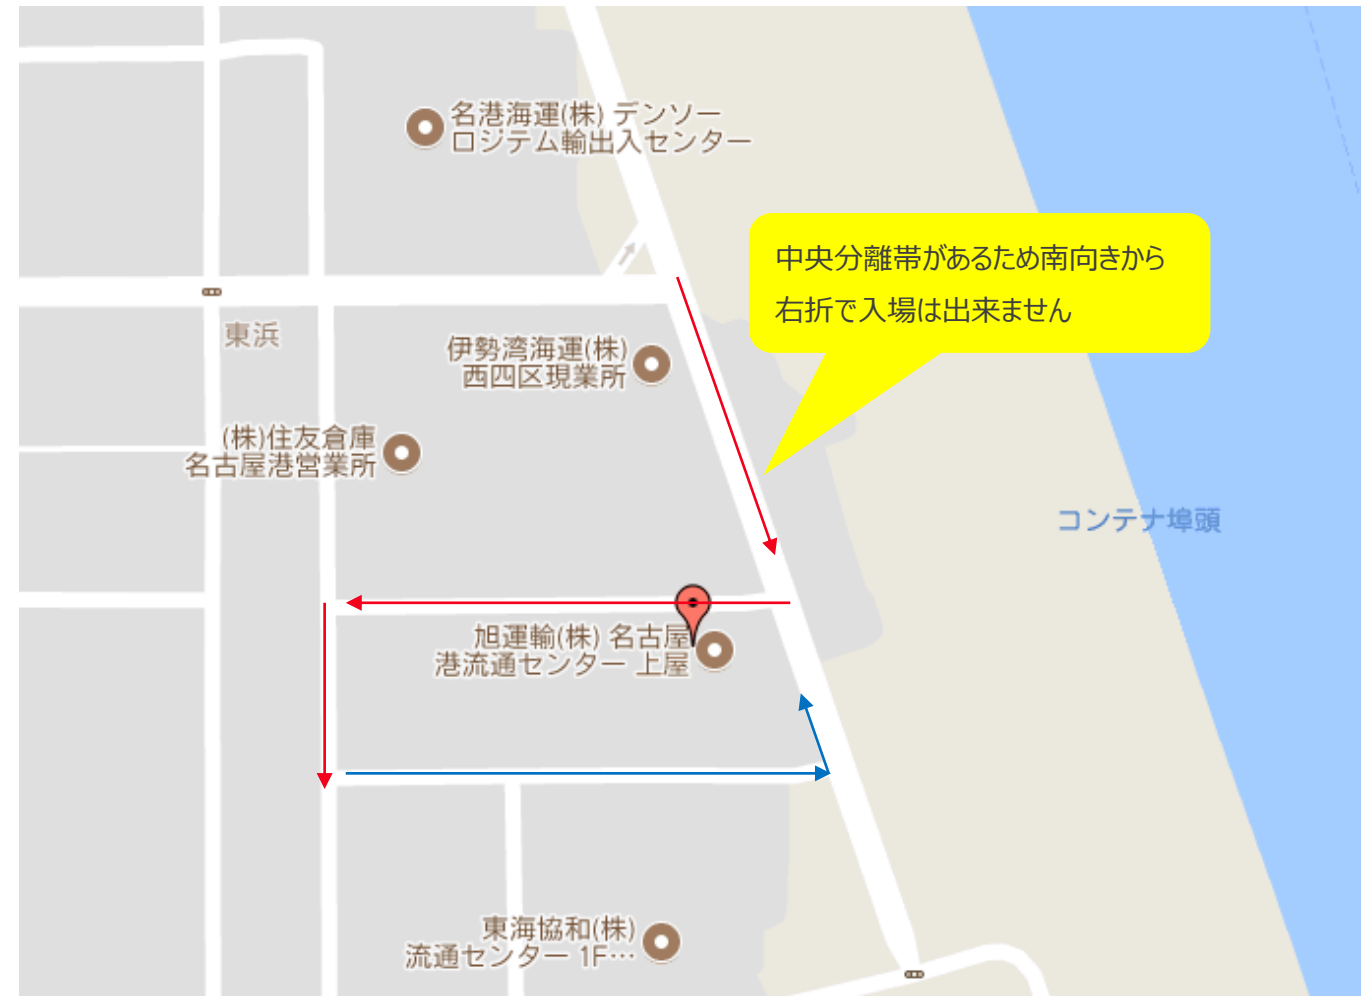 名港海運(株) デンソー
ロジテム輸出入センター
中央分離帯があるため南向きから
右折で入場は出来ません
東浜
伊勢湾海運(株)
西四区現業所
(株)住友倉庫
名古屋港営業所
コンテナ埠頭
旭運輸(株) 名古屋
港流通センター 上屋
東海協和(株)
流通センター 1F…